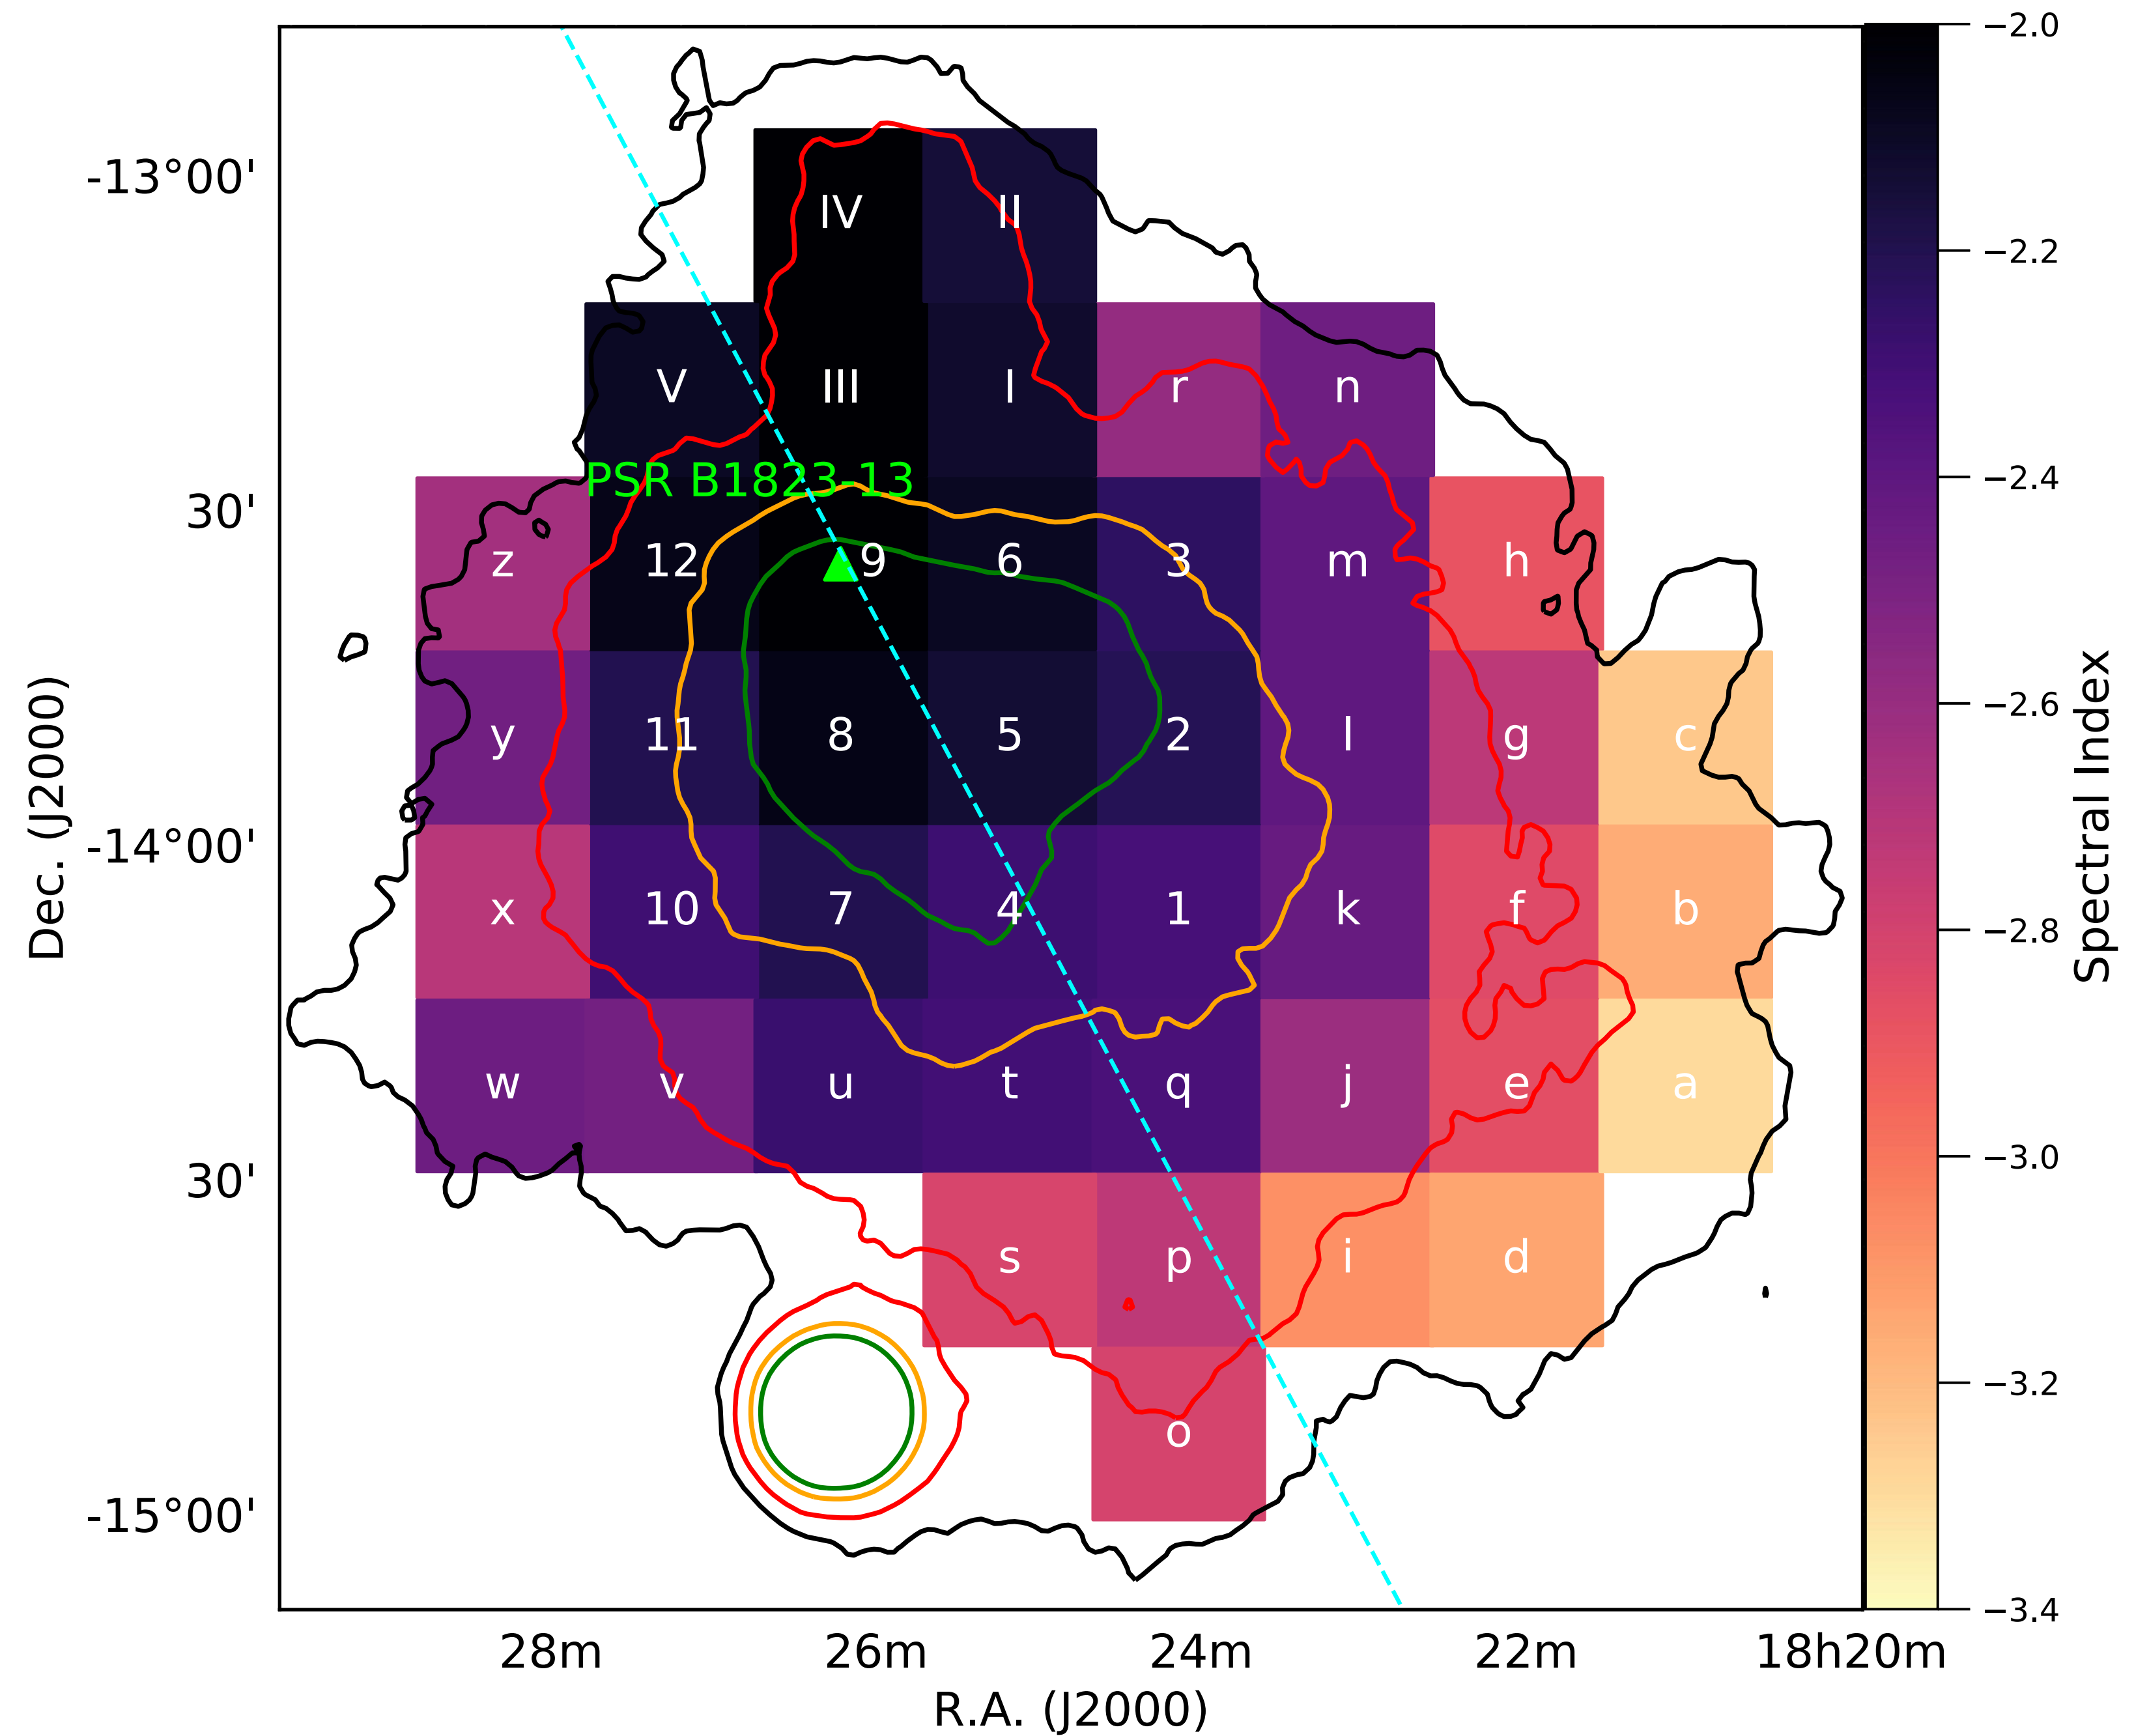 −2.0
-13°00'
IV II
−2.2
V III I r n
PSR B1823-13
−2.4
30'
z 12 9 6 3 m h
−2.6
y 11 8 5 2 l g c
-14°00'
x 10 7 4 1 k f b
−2.8
Dec. (J2000)
Spectral Index
w v u t q j e a
−3.0
30'
s p i d
−3.2
o
-15°00'
−3.4
28m 26m 24m 22m 18h20m
R.A. (J2000)